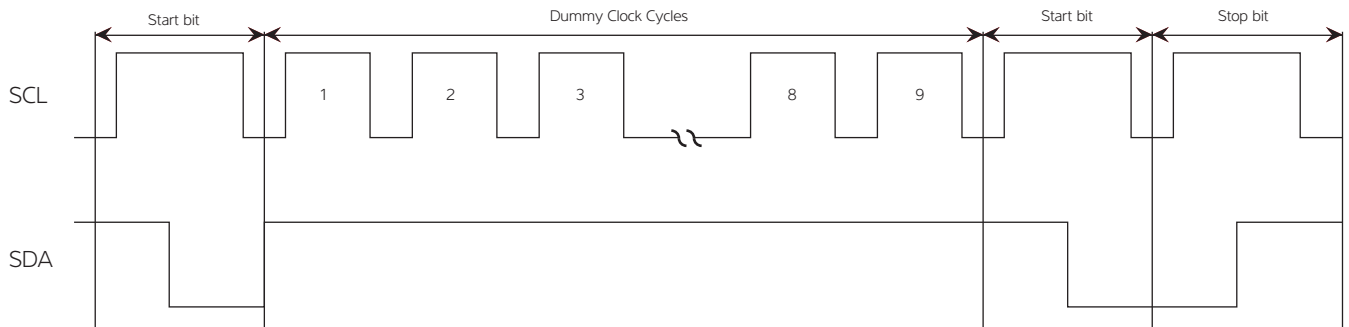 Start bit
Dummy Clock Cycles
Start bit
Stop bit
SCL
1
2
3
8
9
SDA